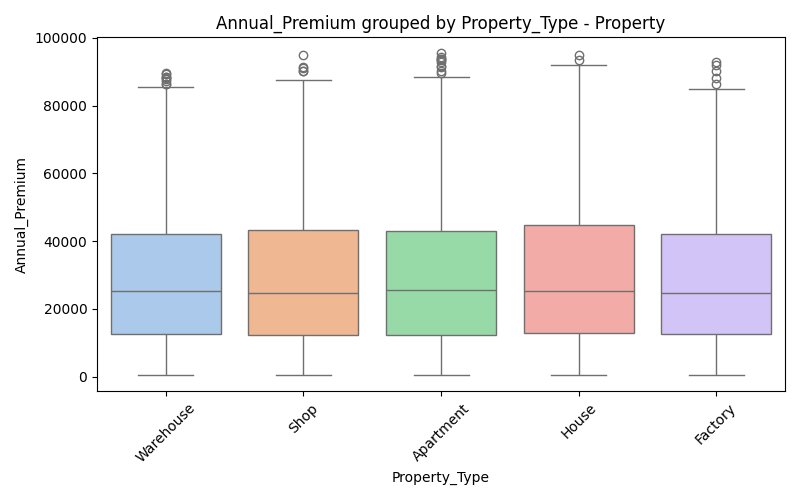 Annual_Premium grouped by Property_Type - Property
100000
80000
60000
40000
20000
0
Annual_Premium
Warehouse
Shop
Apartment
House
Factory
Property_Type